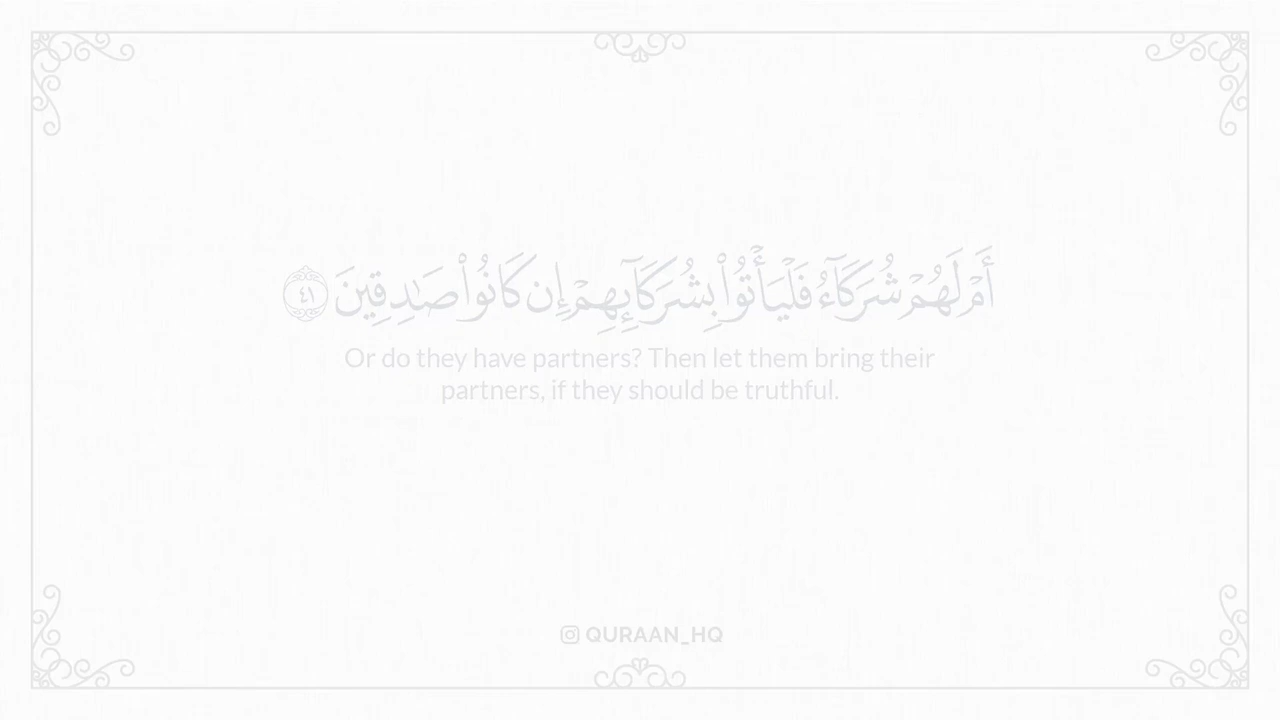 أَمْ لَهُمْ شُرَكَآءُ فَلْيَأْتُوا۟ بِشُرَكَآئِهِمْ إِن كَانُوا۟ صَـٰدِقِينَ ٤١
Or do they have partners? Then let them bring their
partners, if they should be truthful.
QURAAN_HQ